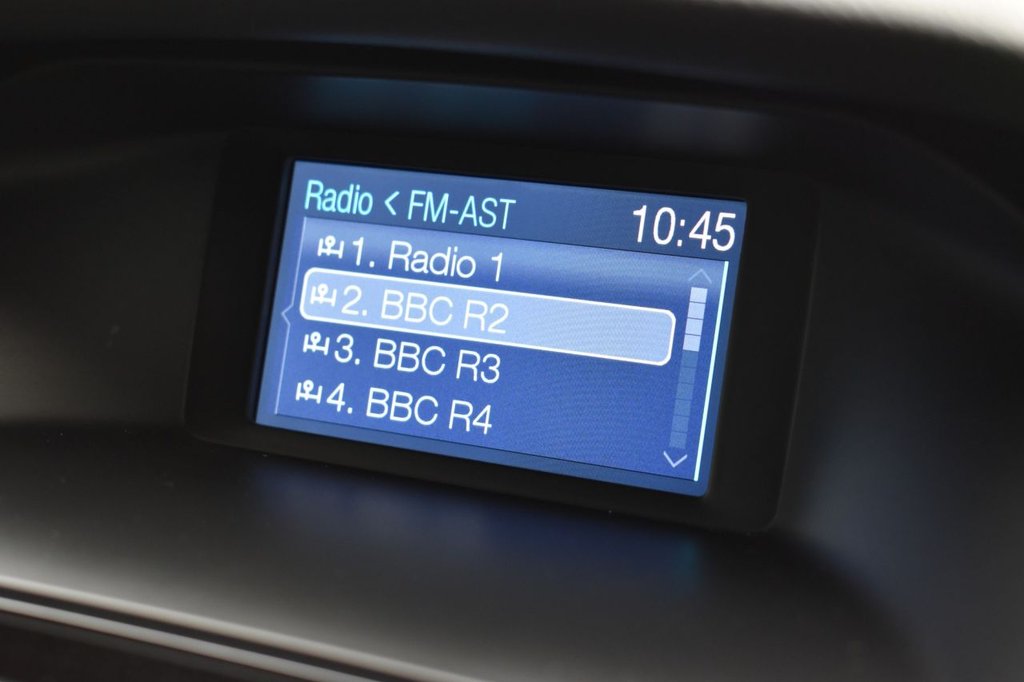 Radio < FM-AST 10:45
1. Radio 1
2. BBC R2
3. BBC R3
4. BBC R4